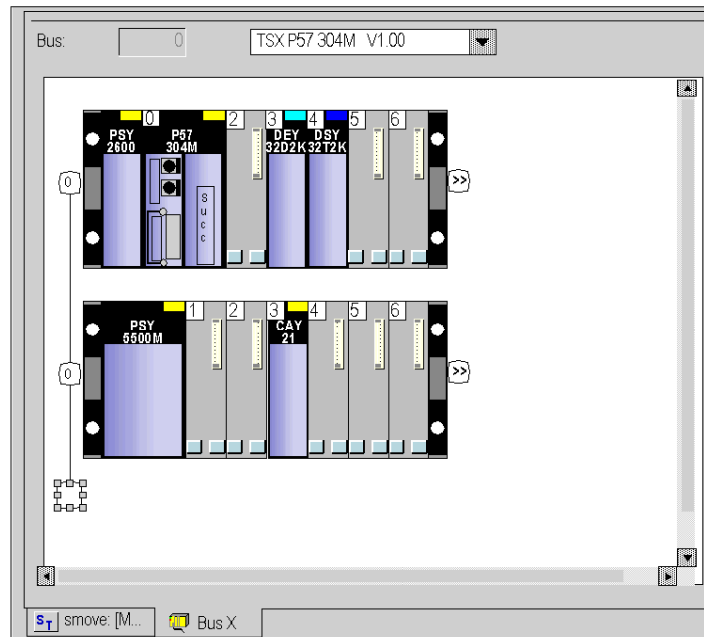 Bus: 0 TSX P57 304M V1.00
0 2 3 4 5 6
PSY P57 DEY DSY
2600 304M 32D2K 32T2K
0 >>
S
u
c
c
1 2 3 4 5 6
PSY CAY
5500M 21
0 >>
ST smove: [M... Bus X